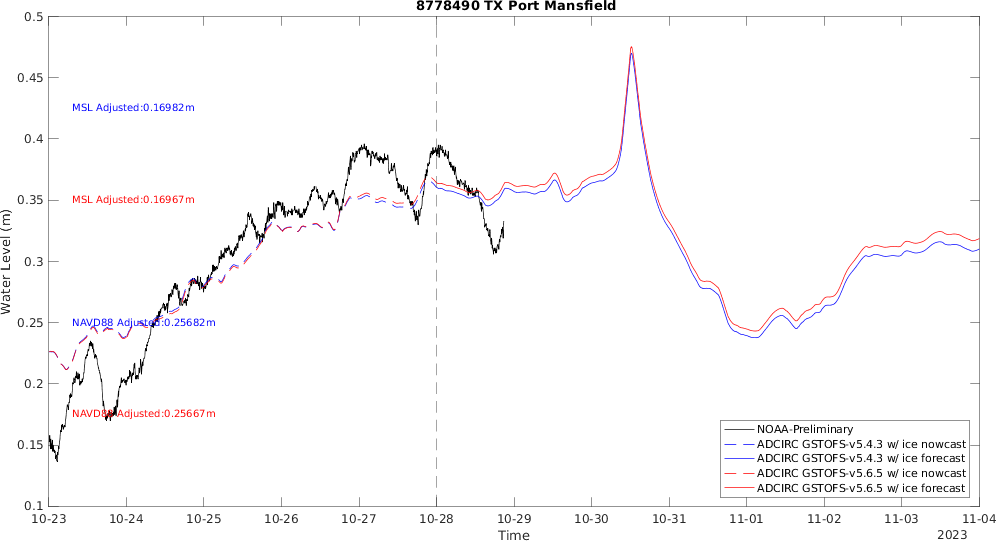 8778490 TX Port Mansfield
0.5
0.45
0.4
0.35
0.3
0.25
0.2
0.15
0.1
Water Level (m)
MSL Adjusted:0.16982m
MSL Adjusted:0.16967m
NAVD88 Adjusted:0.25682m
NAVD88 Adjusted:0.25667m
NOAA-Preliminary
ADCIRC GSTOFS-v5.4.3 w/ ice nowcast
ADCIRC GSTOFS-v5.4.3 w/ ice forecast
ADCIRC GSTOFS-v5.6.5 w/ ice nowcast
ADCIRC GSTOFS-v5.6.5 w/ ice forecast
10-23 10-24 10-25 10-26 10-27 10-28 10-29 10-30 10-31 11-01 11-02 11-03 11-04
Time
2023